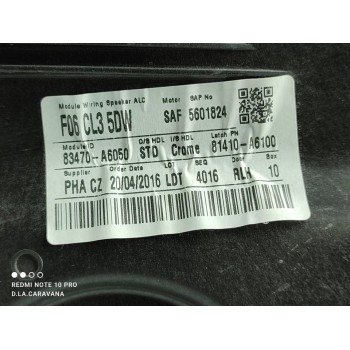 Module Wiring Speaker ALC Motor SAP No
F06 CL3 5DW SAF 5601824
Module ID O/S HDL I/S HDL Latch PN
83470-A6050 STD Crome 81410-A6100
Supplier Order Date LDT SEQ Door Box
PHA CZ 20/04/2016 LDT 4016 RLH 10
REDMI NOTE 10 PRO
D.LA.CARAVANA